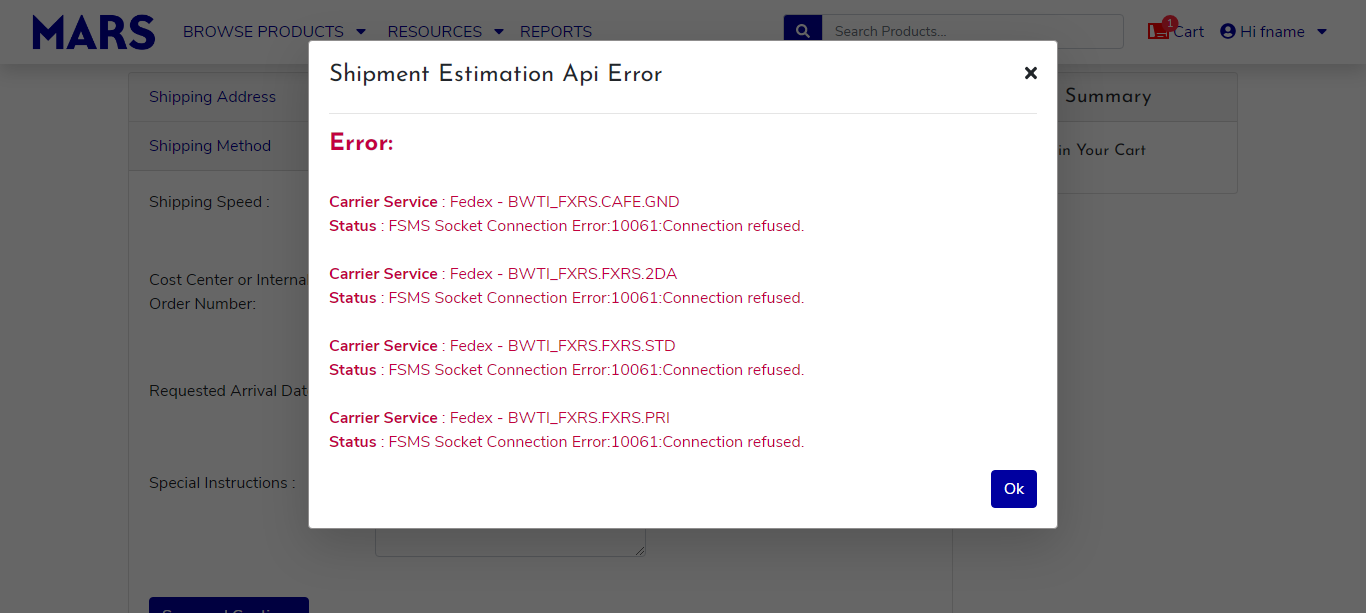 MARS
BROWSE PRODUCTS
RESOURCES
REPORTS
Search Products...
1
Cart
Hi fname
Shipping Address
Shipping Method
Shipping Speed :
Cost Center or Internal
Order Number:
Requested Arrival Dat
Special Instructions :
Summary
in Your Cart
Shipment Estimation Api Error
Error:
Carrier Service : Fedex - BWTI_FXRS.CAFE.GND
Status : FSMS Socket Connection Error:10061:Connection refused.
Carrier Service : Fedex - BWTI_FXRS.FXRS.2DA
Status : FSMS Socket Connection Error:10061:Connection refused.
Carrier Service : Fedex - BWTI_FXRS.FXRS.STD
Status : FSMS Socket Connection Error:10061:Connection refused.
Carrier Service : Fedex - BWTI_FXRS.FXRS.PRI
Status : FSMS Socket Connection Error:10061:Connection refused.
Ok